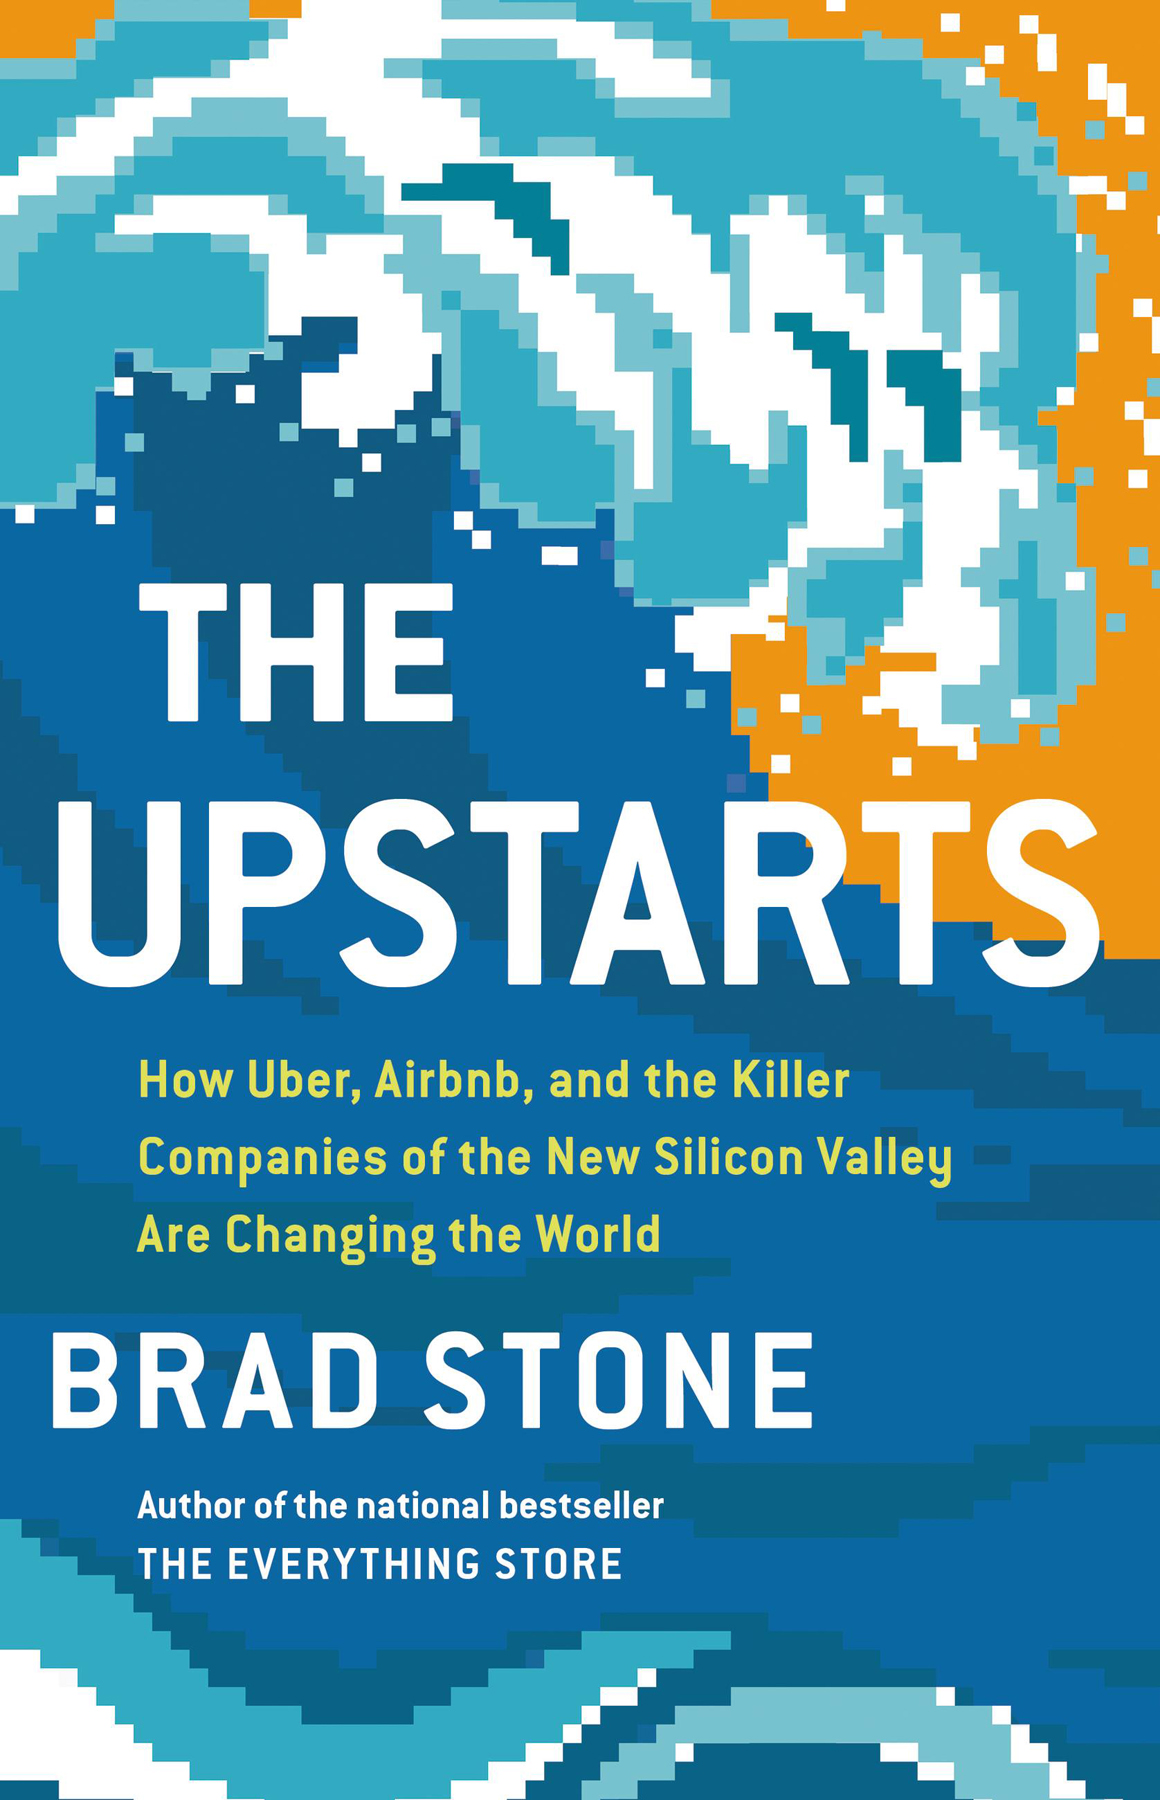 THE
UPSTARTS
How Uber, Airbnb, and the Killer
Companies of the New Silicon Valley
Are Changing the World
BRAD STONE
Author of the national bestseller
THE EVERYTHING STORE